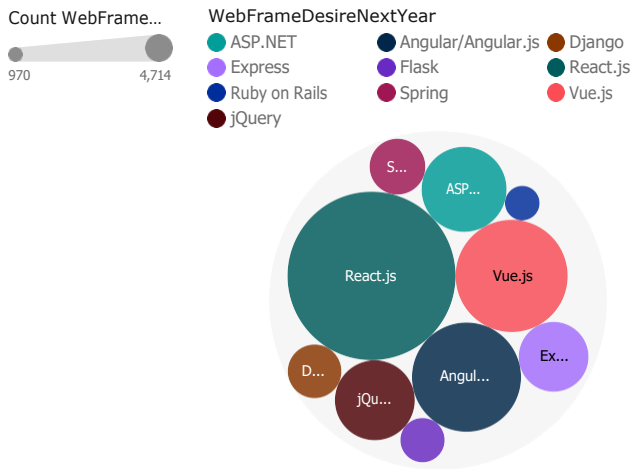 Count WebFrame...
970 4,714
WebFrameDesireNextYear
ASP.NET Angular/Angular.js Django
Express Flask React.js
Ruby on Rails Spring Vue.js
jQuery
S...
ASP...
React.js
Vue.js
Ex...
D...
Angul...
jQu...